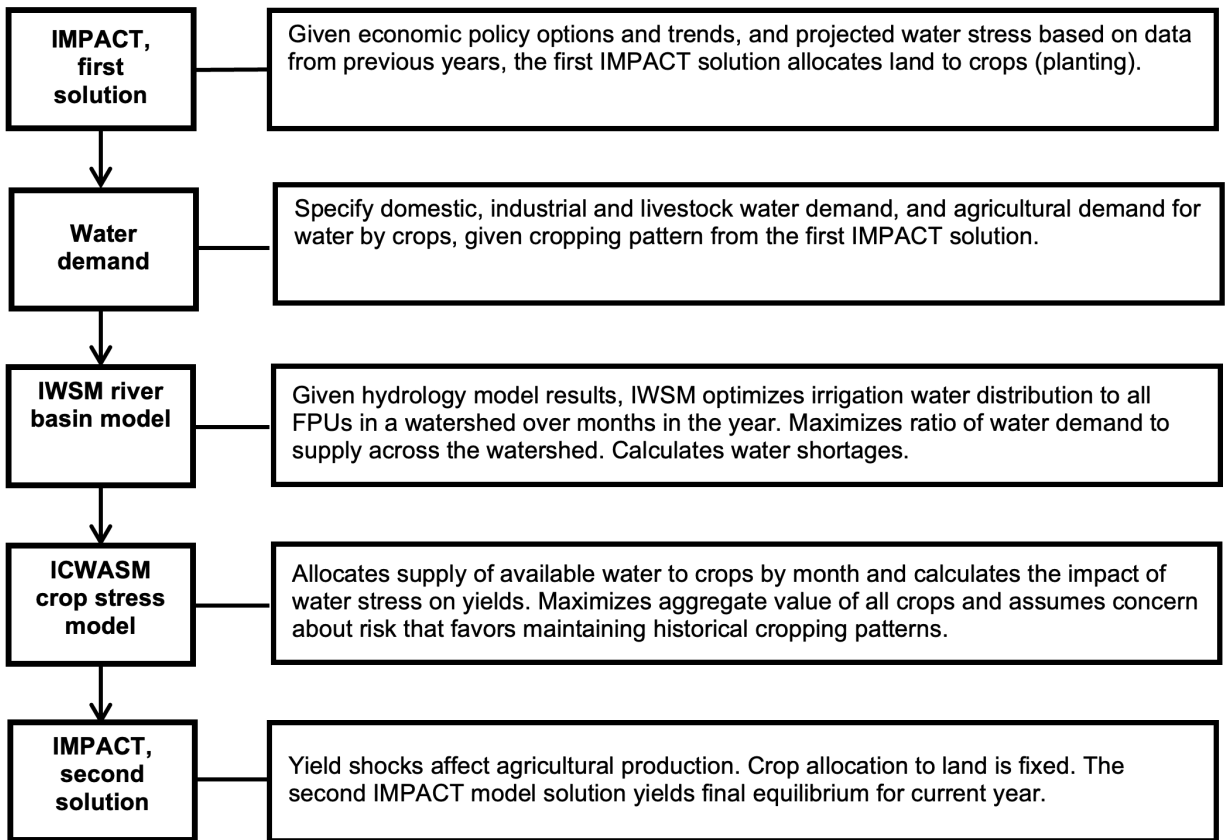 IMPACT,
first
solution
Given economic policy options and trends, and projected water stress based on data
from previous years, the first IMPACT solution allocates land to crops (planting).
Water
demand
Specify domestic, industrial and livestock water demand, and agricultural demand for
water by crops, given cropping pattern from the first IMPACT solution.
IWSM river
basin model
Given hydrology model results, IWSM optimizes irrigation water distribution to all
FPUs in a watershed over months in the year. Maximizes ratio of water demand to
supply across the watershed. Calculates water shortages.
ICWASM
crop stress
model
Allocates supply of available water to crops by month and calculates the impact of
water stress on yields. Maximizes aggregate value of all crops and assumes concern
about risk that favors maintaining historical cropping patterns.
IMPACT,
second
solution
Yield shocks affect agricultural production. Crop allocation to land is fixed. The
second IMPACT model solution yields final equilibrium for current year.